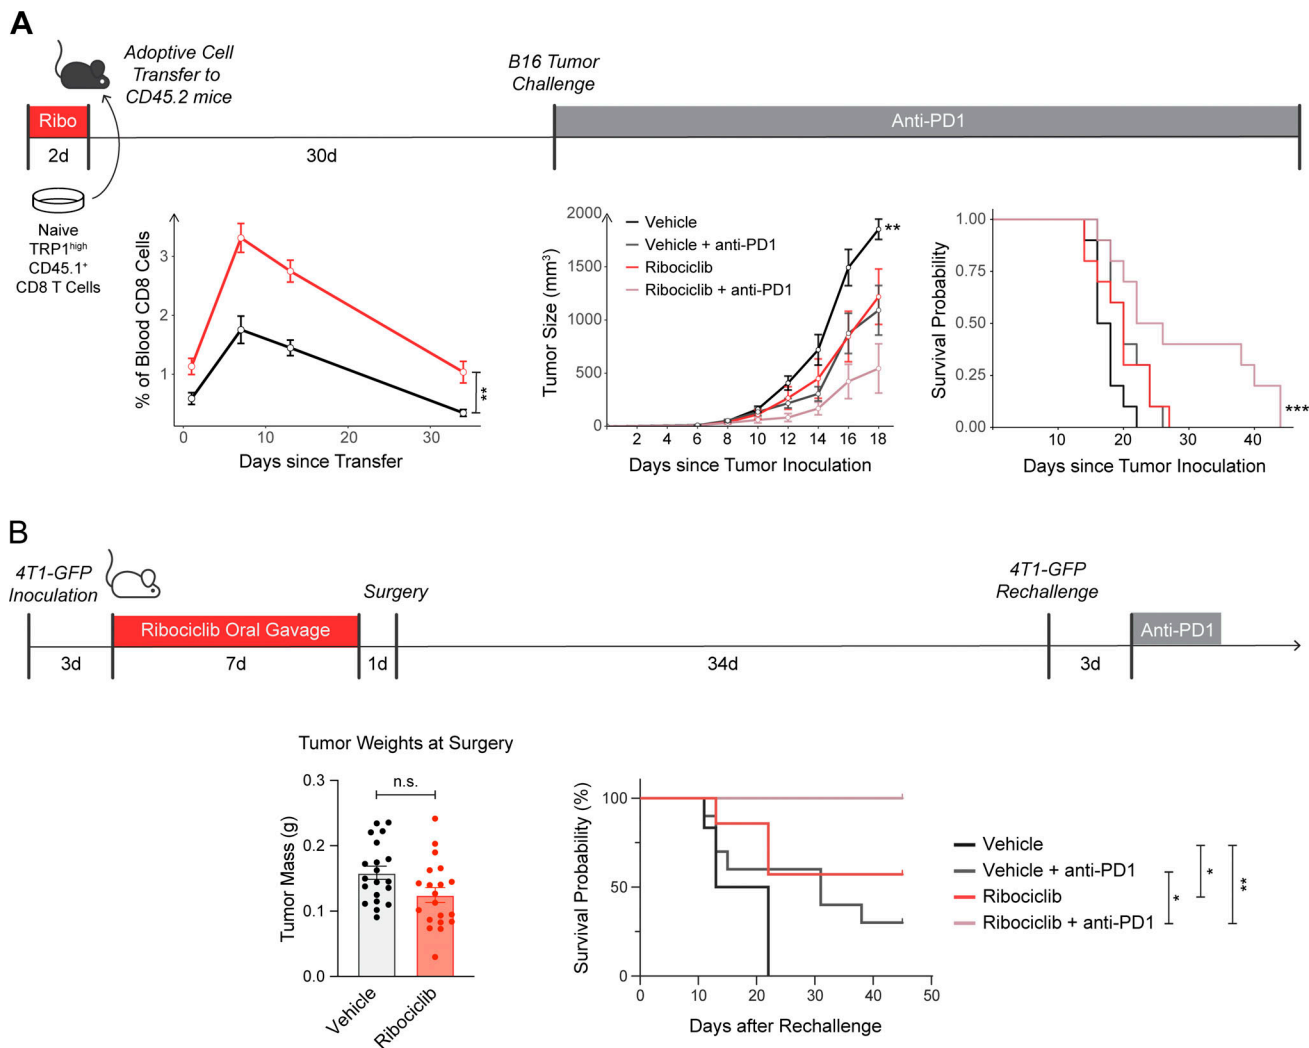 A
Adoptive Cell
Transfer to
CD45.2 mice
B16 Tumor
Challenge
Ribo
Anti-PD1
2d
30d
Naive
TRP1high
CD45.1+
CD8 T Cells
% of Blood CD8 Cells
3
2
1
0
10
20
30
Days since Transfer
**
Tumor Size (mm3)
2000
1500
1000
500
0
Vehicle
Vehicle + anti-PD1
Ribociclib
Ribociclib + anti-PD1
**
2
4
6
8
10
12
14
16
18
Days since Tumor Inoculation
Survival Probability
1.00
0.75
0.50
0.25
0.00
10
20
30
40
***
Days since Tumor Inoculation
B
4T1-GFP
Inoculation
Surgery
4T1-GFP
Rechallenge
Ribociclib Oral Gavage
Anti-PD1
3d
7d
1d
34d
3d
Tumor Weights at Surgery
Tumor Mass (g)
0.3
0.2
0.1
0.0
n.s.
Vehicle
Ribociclib
Survival Probability (%)
100
50
0
0
10
20
30
40
50
Days after Rechallenge
Vehicle
Vehicle + anti-PD1
Ribociclib
Ribociclib + anti-PD1
*
*
**